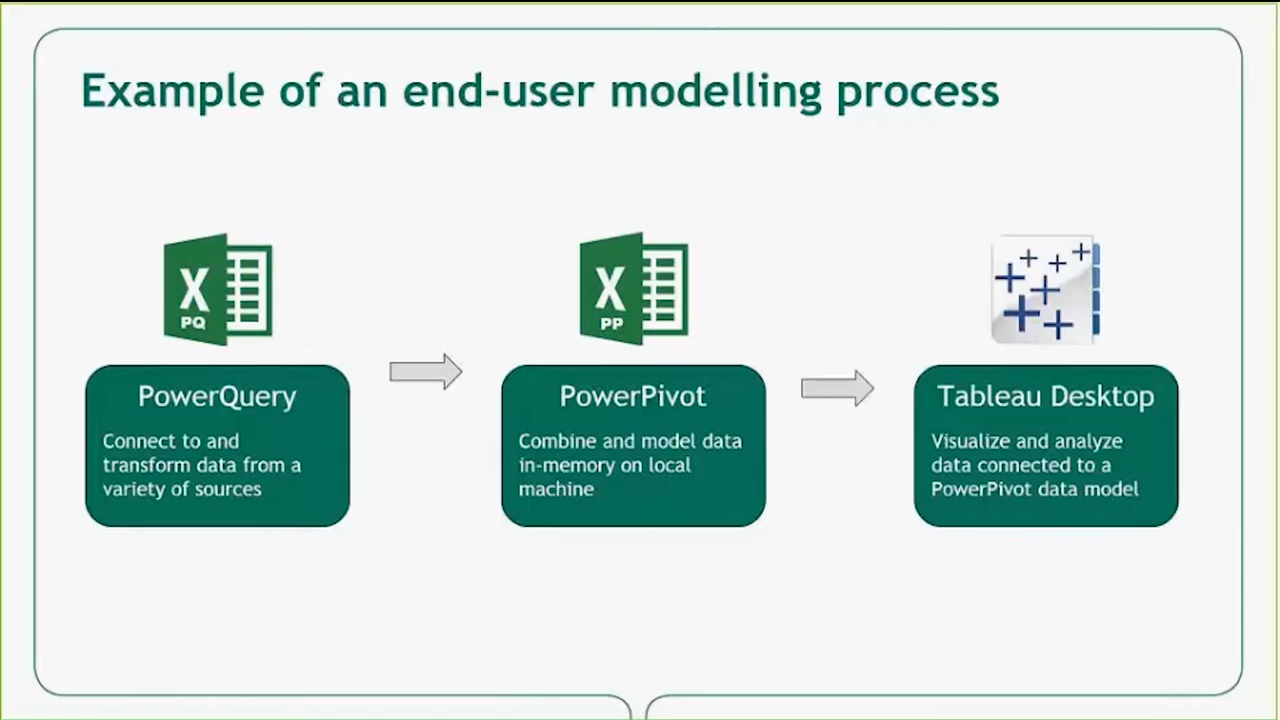 Example of an end-user modelling process
X
PQ
X
PP
PowerQuery
Connect to and
transform data from a
variety of sources
PowerPivot
Combine and model data
in-memory on local
machine
Tableau Desktop
Visualize and analyze
data connected to a
PowerPivot data model